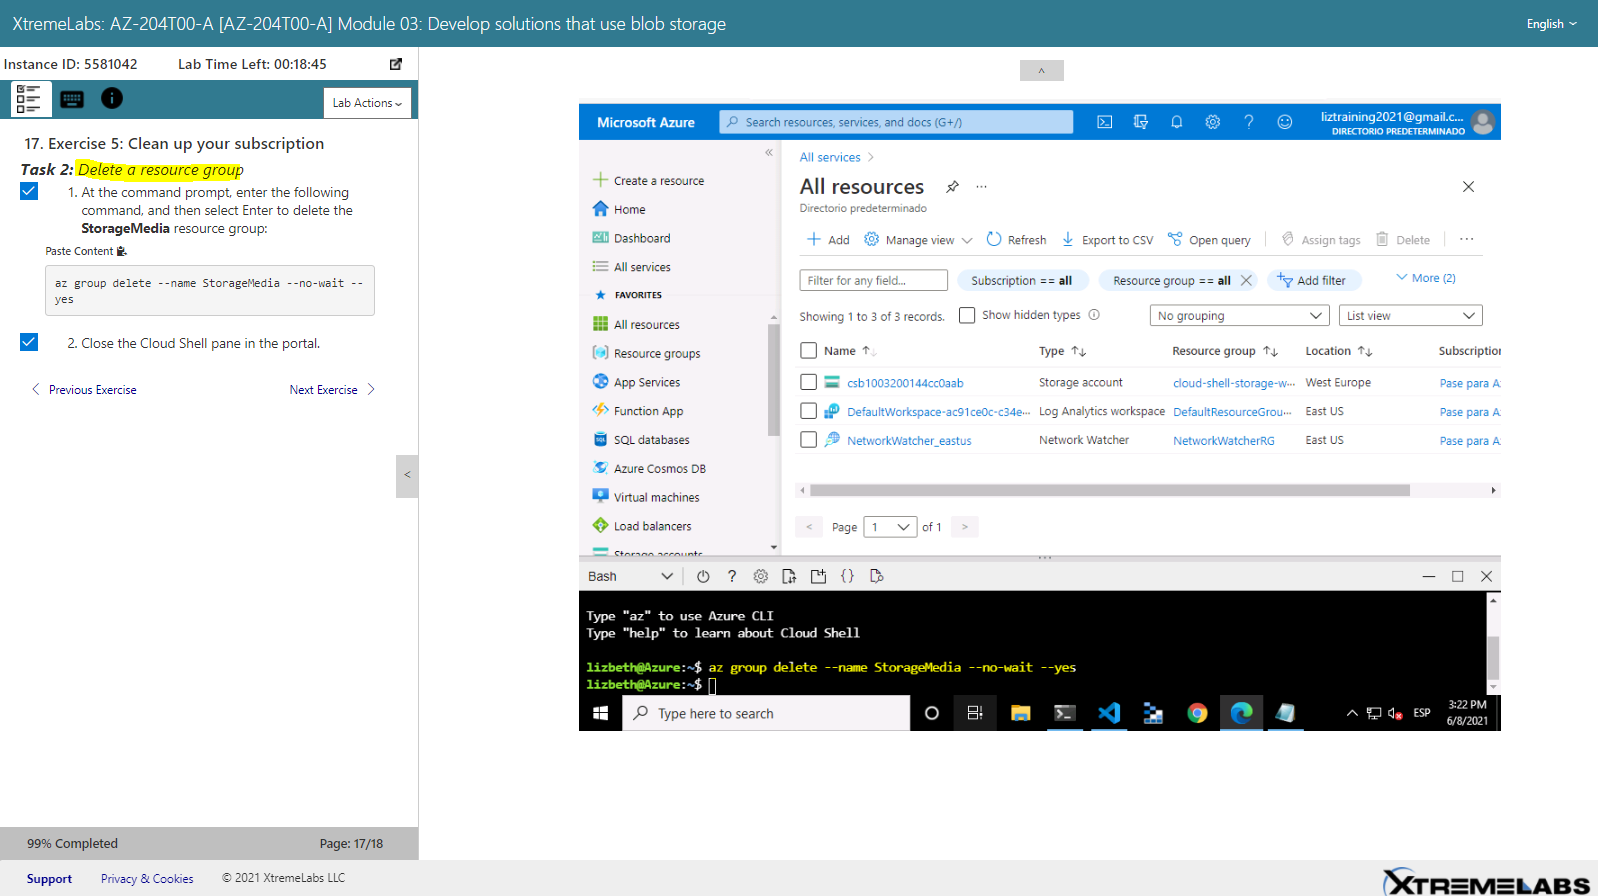 XtremeLabs: AZ-204T00-A [AZ-204T00-A] Module 03: Develop solutions that use blob storage
English
Instance ID: 5581042
Lab Time Left: 00:18:45
Lab Actions
17. Exercise 5: Clean up your subscription
Task 2: Delete a resource group
1. At the command prompt, enter the following
command, and then select Enter to delete the
StorageMedia resource group:
Paste Content
az group delete --name StorageMedia --no-wait --
yes
2. Close the Cloud Shell pane in the portal.
Previous Exercise
Next Exercise
99% Completed
Page: 17/18
Microsoft Azure
Search resources, services, and docs (G+/)
liztraining2021@gmail.c...
DIRECTORIO PREDETERMINADO
Create a resource
Home
Dashboard
All services
FAVORITES
All resources
Resource groups
App Services
Function App
SQL databases
Azure Cosmos DB
Virtual machines
Load balancers
Storage accounts
All services
All resources
Directorio predeterminado
Add
Manage view
Refresh
Export to CSV
Open query
Assign tags
Delete
Filter for any field...
Subscription == all
Resource group == all
Add filter
More (2)
Showing 1 to 3 of 3 records.
Show hidden types
No grouping
List view
Name
Type
Resource group
Location
Subscription
csb1003200144cc0aab
Storage account
cloud-shell-storage-w...
West Europe
Pase para A
DefaultWorkspace-ac91ce0c-c34e...
Log Analytics workspace
DefaultResourceGrou...
East US
Pase para A
NetworkWatcher_eastus
Network Watcher
NetworkWatcherRG
East US
Pase para A
Page 1 of 1
Bash
Type "az" to use Azure CLI
Type "help" to learn about Cloud Shell
lizbeth@Azure:~$ az group delete --name StorageMedia --no-wait --yes
lizbeth@Azure:~$
Type here to search
ESP
3:22 PM
6/8/2021
Support
Privacy & Cookies
© 2021 XtremeLabs LLC
XTREMELABS